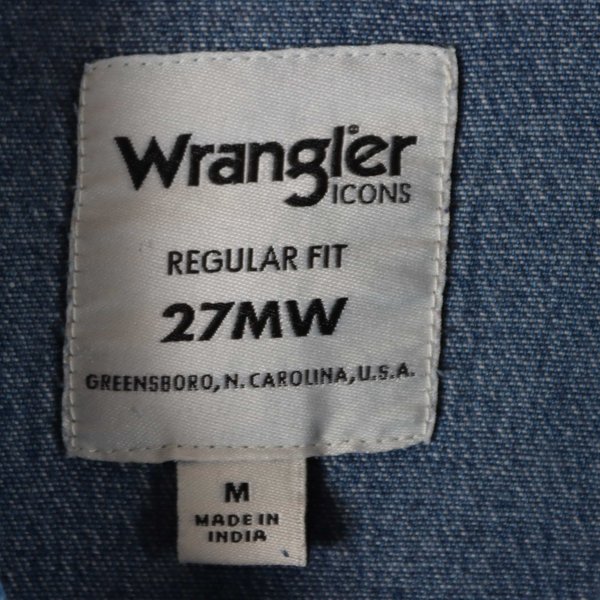 Wrangler
ICONS
REGULAR FIT
27MW
GREENSBORO, N. CAROLINA, U.S.A.
M
MADE IN
INDIA